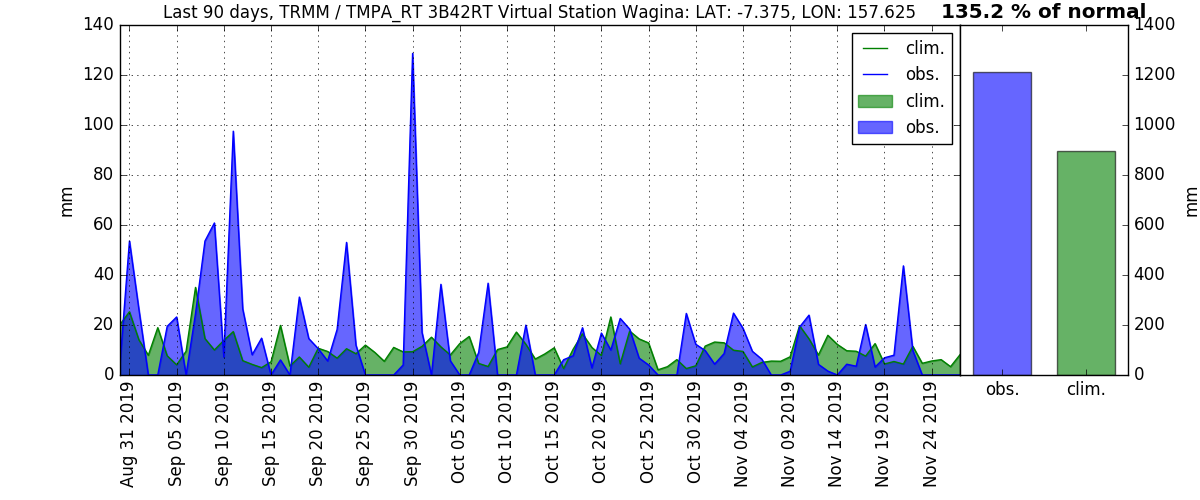 Last 90 days, TRMM / TMPA_RT 3B42RT Virtual Station Wagina: LAT: -7.375, LON: 157.625
135.2 % of normal
140
120
100
80
60
40
20
0
mm
clim.
obs.
clim.
obs.
Aug 31 2019
Sep 05 2019
Sep 10 2019
Sep 15 2019
Sep 20 2019
Sep 25 2019
Sep 30 2019
Oct 05 2019
Oct 10 2019
Oct 15 2019
Oct 20 2019
Oct 25 2019
Oct 30 2019
Nov 04 2019
Nov 09 2019
Nov 14 2019
Nov 19 2019
Nov 24 2019
1400
1200
1000
800
600
400
200
0
mm
obs.
clim.